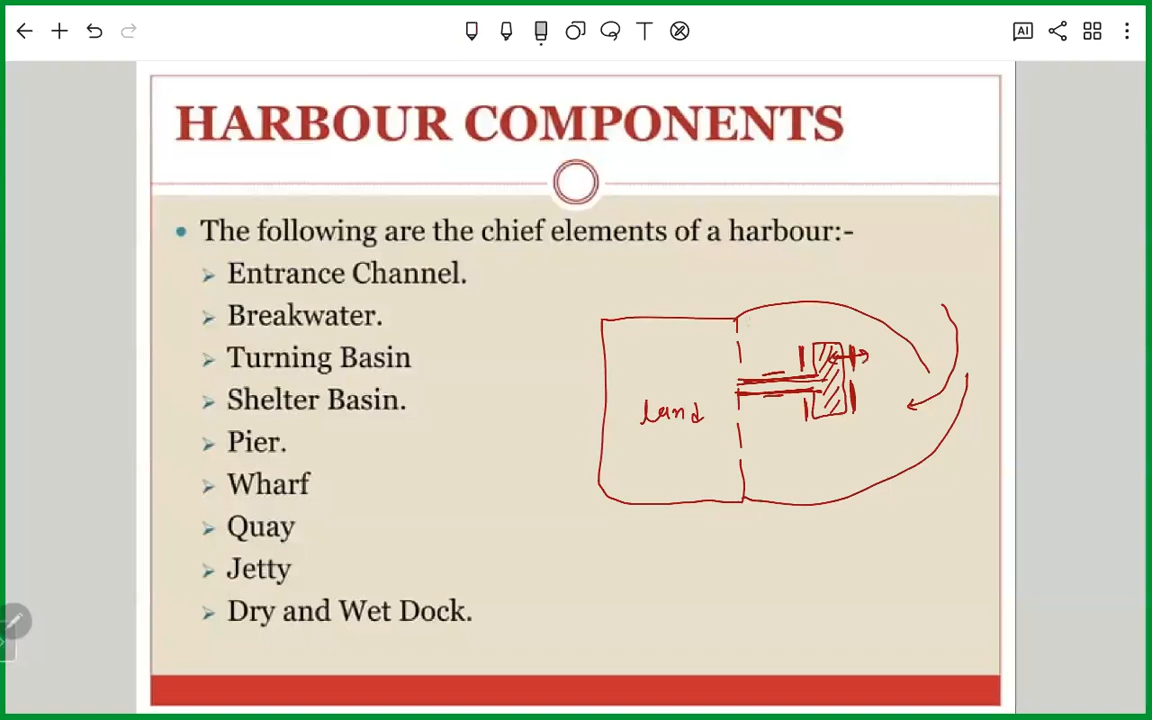 AI
T
HARBOUR COMPONENTS
• The following are the chief elements of a harbour:-
➢ Entrance Channel.
➢ Breakwater.
➢ Turning Basin
➢ Shelter Basin.
➢ Pier.
➢ Wharf
➢ Quay
➢ Jetty
➢ Dry and Wet Dock.
land